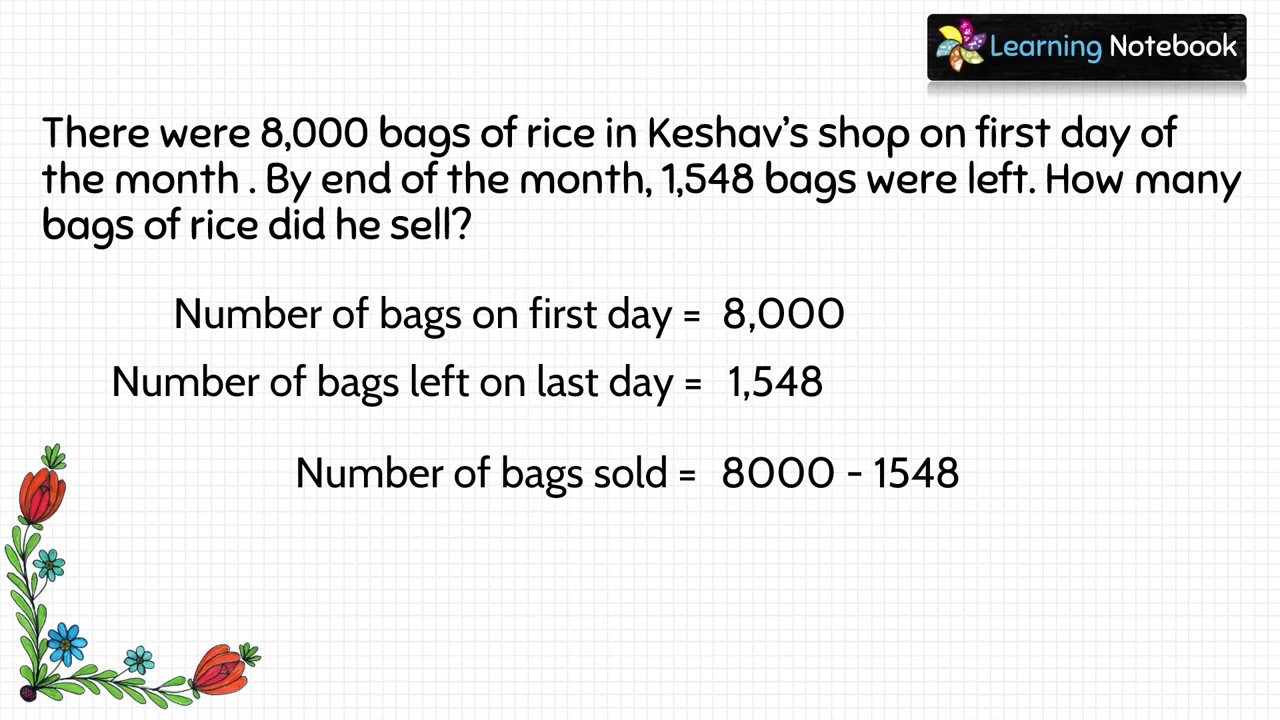 Learning Notebook
There were 8,000 bags of rice in Keshav’s shop on first day of
the month . By end of the month, 1,548 bags were left. How many
bags of rice did he sell?
Number of bags on first day = 8,000
Number of bags left on last day = 1,548
Number of bags sold = 8000 - 1548